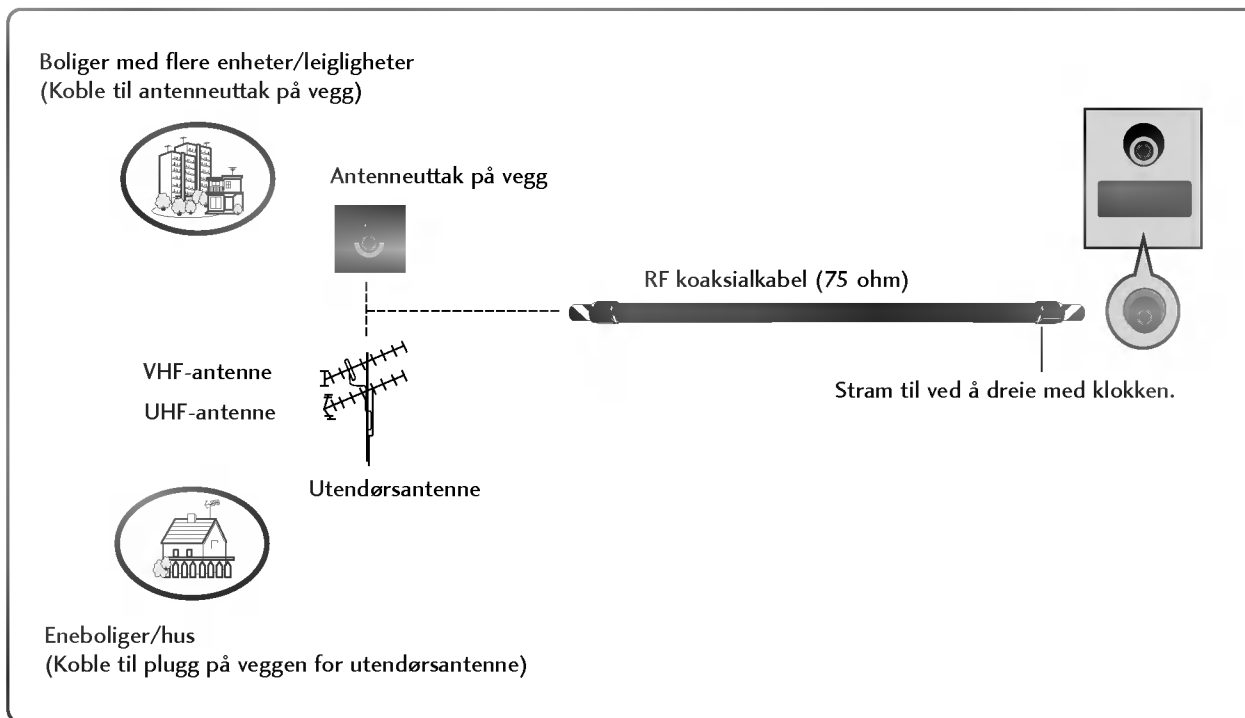 Boliger med flere enheter/leigligheter
(Koble til antenneuttak på vegg)
Antenneuttak på vegg
RF koaksialkabel (75 ohm)
VHF-antenne
UHF-antenne
Stram til ved å dreie med klokken.
Utendørsantenne
Eneboliger/hus
(Koble til plugg på veggen for utendørsantenne)